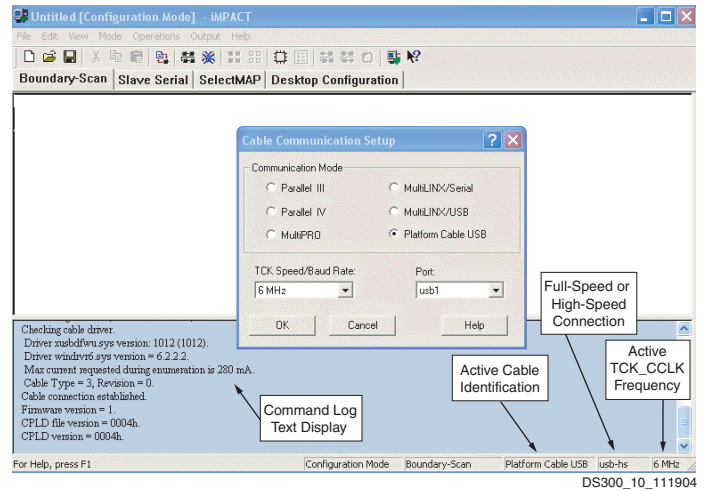 Untitled [Configuration Mode] - iMPACT
File Edit View Mode Operations Output Help
Boundary-Scan Slave Serial SelectMAP Desktop Configuration
Cable Communication Setup
Communication Mode
Parallel III MultiLINX/Serial
Parallel IV MultiLINX/USB
MultiPRO Platform Cable USB
TCK Speed/Baud Rate: Port:
6 MHz usb1
OK Cancel Help
Full-Speed or
High-Speed
Connection
Checking cable driver.
Driver xusbdfwu.sys version: 1012 (1012).
Driver windrvr6.sys version = 6.2.2.2.
Max current requested during enumeration is 280 mA.
Cable Type = 3, Revision = 0.
Cable connection established.
Firmware version = 1.
CPLD file version = 0004h.
CPLD version = 0004h.
Command Log
Text Display
Active Cable
Identification
Active
TCK_CCLK
Frequency
For Help, press F1 Configuration Mode Boundary-Scan Platform Cable USB usb-hs 6 MHz
DS300_10_111904